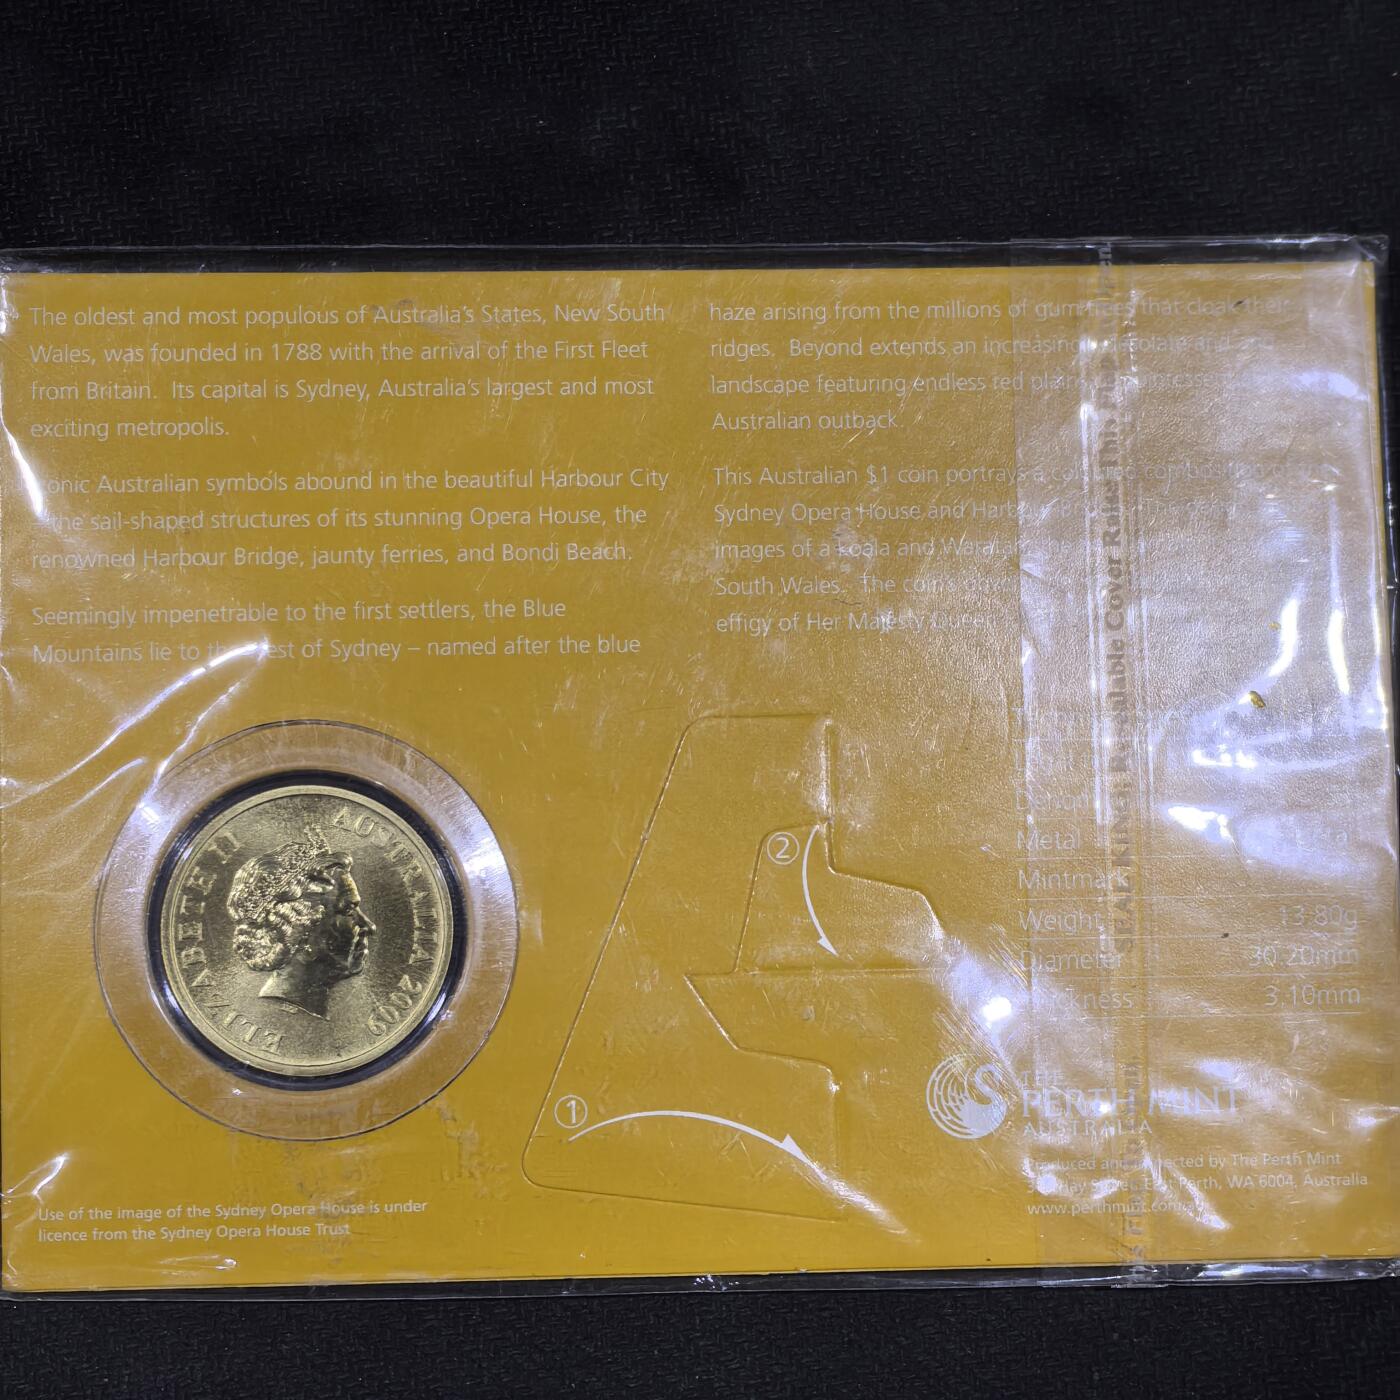 The oldest and most populous of Australia's States, New South
Wales, was founded in 1788 with the arrival of the First Fleet
from Britain. Its capital is Sydney, Australia's largest and most
exciting metropolis.
Iconic Australian symbols abound in the beautiful Harbour City
the sail-shaped structures of its stunning Opera House, the
renowned Harbour Bridge, jaunty ferries, and Bondi Beach.
Seemingly impenetrable to the first settlers, the Blue
Mountains lie to the west of Sydney – named after the blue
haze arising from the millions of gum trees that cloak their
ridges. Beyond extends an increasingly desolate and
landscape featuring endless red plains
Australian outback.
This Australian $1 coin portrays a coloured composition of the
Sydney Opera House and Harbour Bridge.
images of a koala and Waratah, the
South Wales. The coin's
effigy of Her Majesty Queen
Metal
Mintmark
Weight 13.80g
Diameter 30.20mm
Thickness 3.10mm
ELIZABETH II AUSTRALIA 2009
②
①
THE
PERTH MINT
AUSTRALIA
Produced and by The Perth Mint
East Perth, WA 6004, Australia
www.perthmint.com
Use of the image of the Sydney Opera House is under
licence from the Sydney Opera House Trust
Resealable Cover